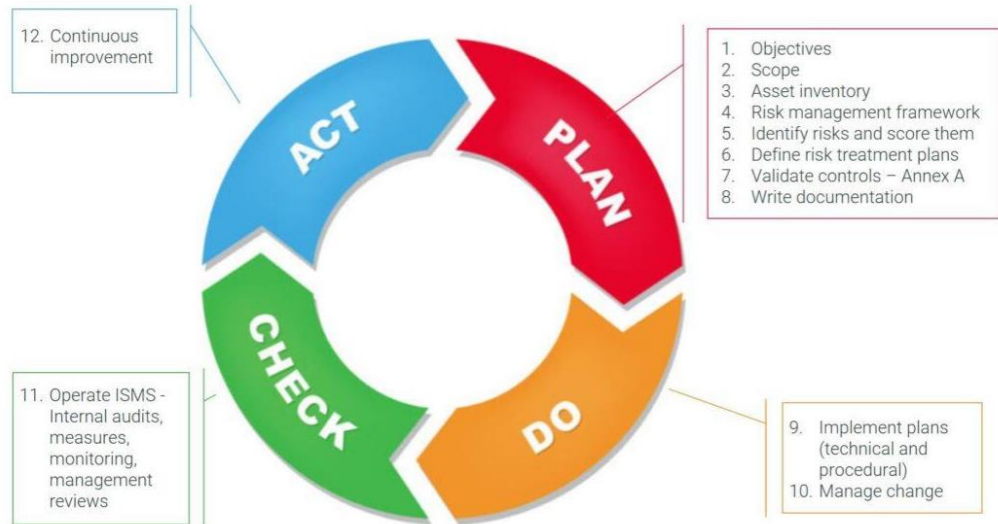 12. Continuous
improvement
ACT
PLAN
1. Objectives
2. Scope
3. Asset inventory
4. Risk management framework
5. Identify risks and score them
6. Define risk treatment plans
7. Validate controls – Annex A
8. Write documentation
CHECK
DO
11. Operate ISMS -
Internal audits,
measures,
monitoring,
management
reviews
9. Implement plans
(technical and
procedural)
10. Manage change